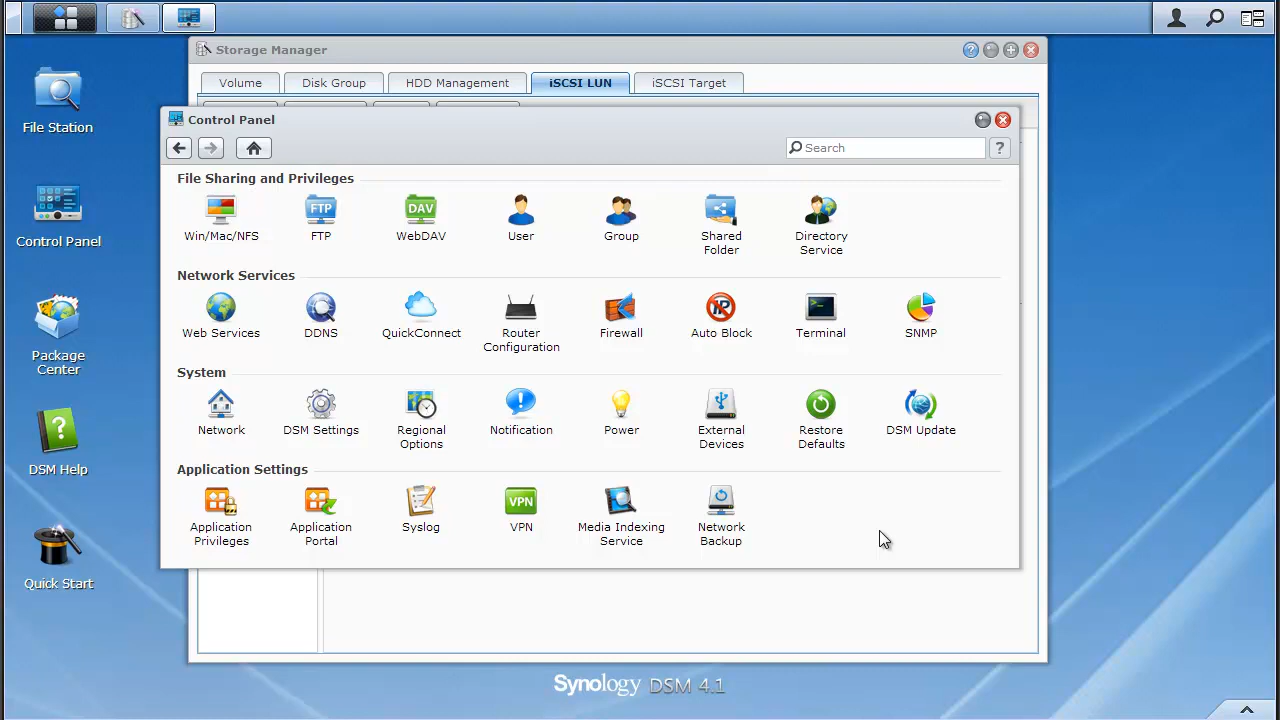 Storage Manager
Volume Disk Group HDD Management iSCSI LUN iSCSI Target
File Station
Control Panel
Package
Center
DSM Help
Quick Start
Control Panel
Search
File Sharing and Privileges
Win/Mac/NFS FTP WebDAV User Group Shared Directory
Folder Service
FTP DAV
Network Services
IP
Web Services DDNS QuickConnect Router Firewall Auto Block Terminal SNMP
Configuration
System
Network DSM Settings Regional Notification Power External Restore DSM Update
Options Devices Defaults
Application Settings
VPN
Application Application Syslog VPN Media Indexing Network
Privileges Portal Service Backup
Synology DSM 4.1